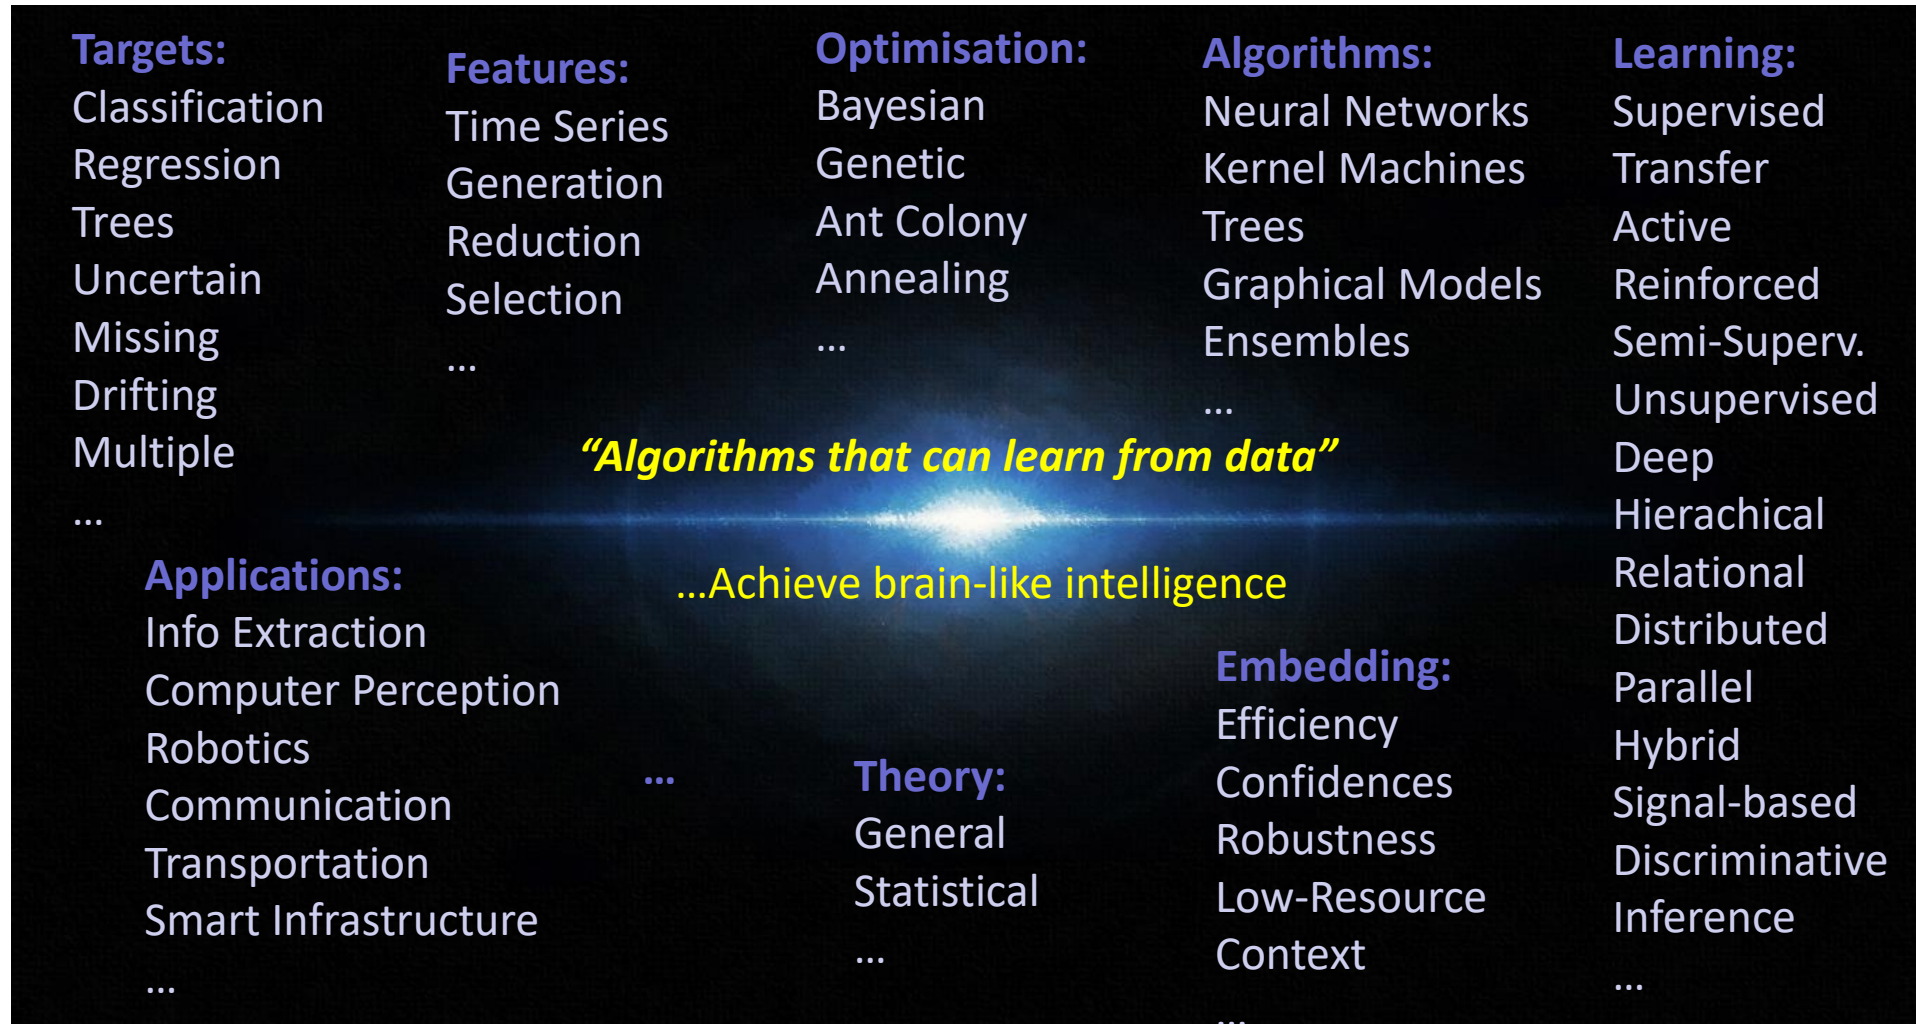 Targets:
Classification
Regression
Trees
Uncertain
Missing
Drifting
Multiple
...
Features:
Time Series
Generation
Reduction
Selection
...
Optimisation:
Bayesian
Genetic
Ant Colony
Annealing
...
Algorithms:
Neural Networks
Kernel Machines
Trees
Graphical Models
Ensembles
...
Learning:
Supervised
Transfer
Active
Reinforced
Semi-Superv.
Unsupervised
Deep
Hierachical
Relational
Distributed
Parallel
Hybrid
Signal-based
Discriminative
Inference
...
“Algorithms that can learn from data”
...Achieve brain-like intelligence
Applications:
Info Extraction
Computer Perception
Robotics
Communication
Transportation
Smart Infrastructure
...
...
Theory:
General
Statistical
...
Embedding:
Efficiency
Confidences
Robustness
Low-Resource
Context
...